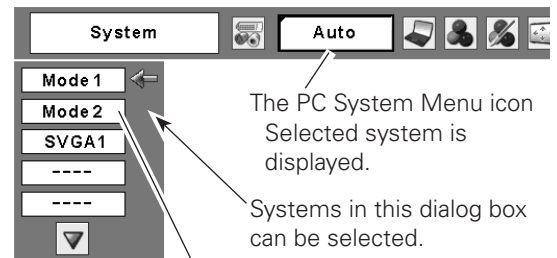 System
Auto
Mode 1
Mode 2
SVGA1
----
----
The PC System Menu icon
Selected system is
displayed.
Systems in this dialog box
can be selected.